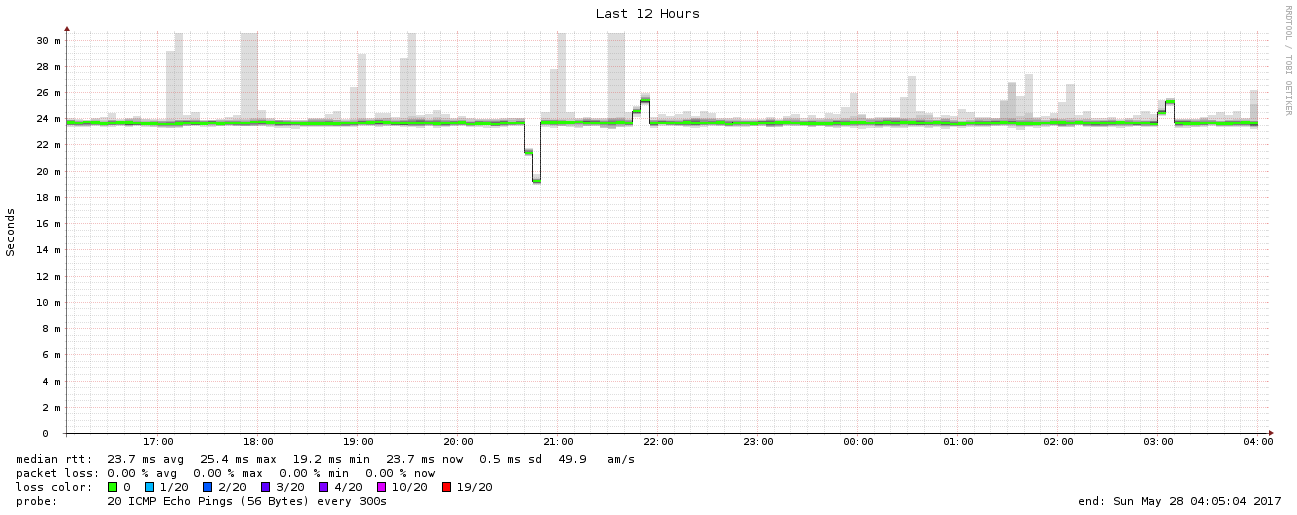 Last 12 Hours
RRDTOOL / TOBI OETIKER
Seconds
30 m
28 m
26 m
24 m
22 m
20 m
18 m
16 m
14 m
12 m
10 m
8 m
6 m
4 m
2 m
0
17:00 18:00 19:00 20:00 21:00 22:00 23:00 00:00 01:00 02:00 03:00 04:00
median rtt: 23.7 ms avg 25.4 ms max 19.2 ms min 23.7 ms now 0.5 ms sd 49.9 am/s
packet loss: 0.00 % avg 0.00 % max 0.00 % min 0.00 % now
loss color: 0 1/20 2/20 3/20 4/20 10/20 19/20
probe: 20 ICMP Echo Pings (56 Bytes) every 300s end: Sun May 28 04:05:04 2017